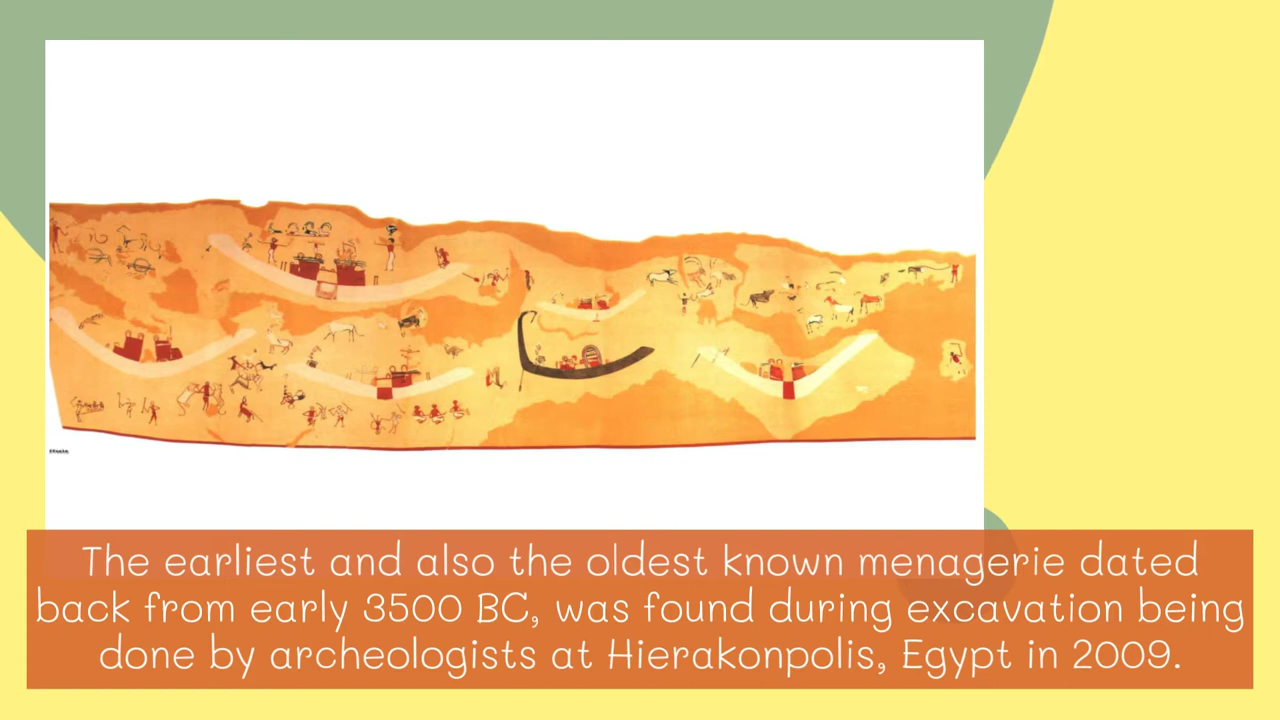 The earliest and also the oldest known menagerie dated
back from early 3500 BC, was found during excavation being
done by archeologists at Hierakonpolis, Egypt in 2009.